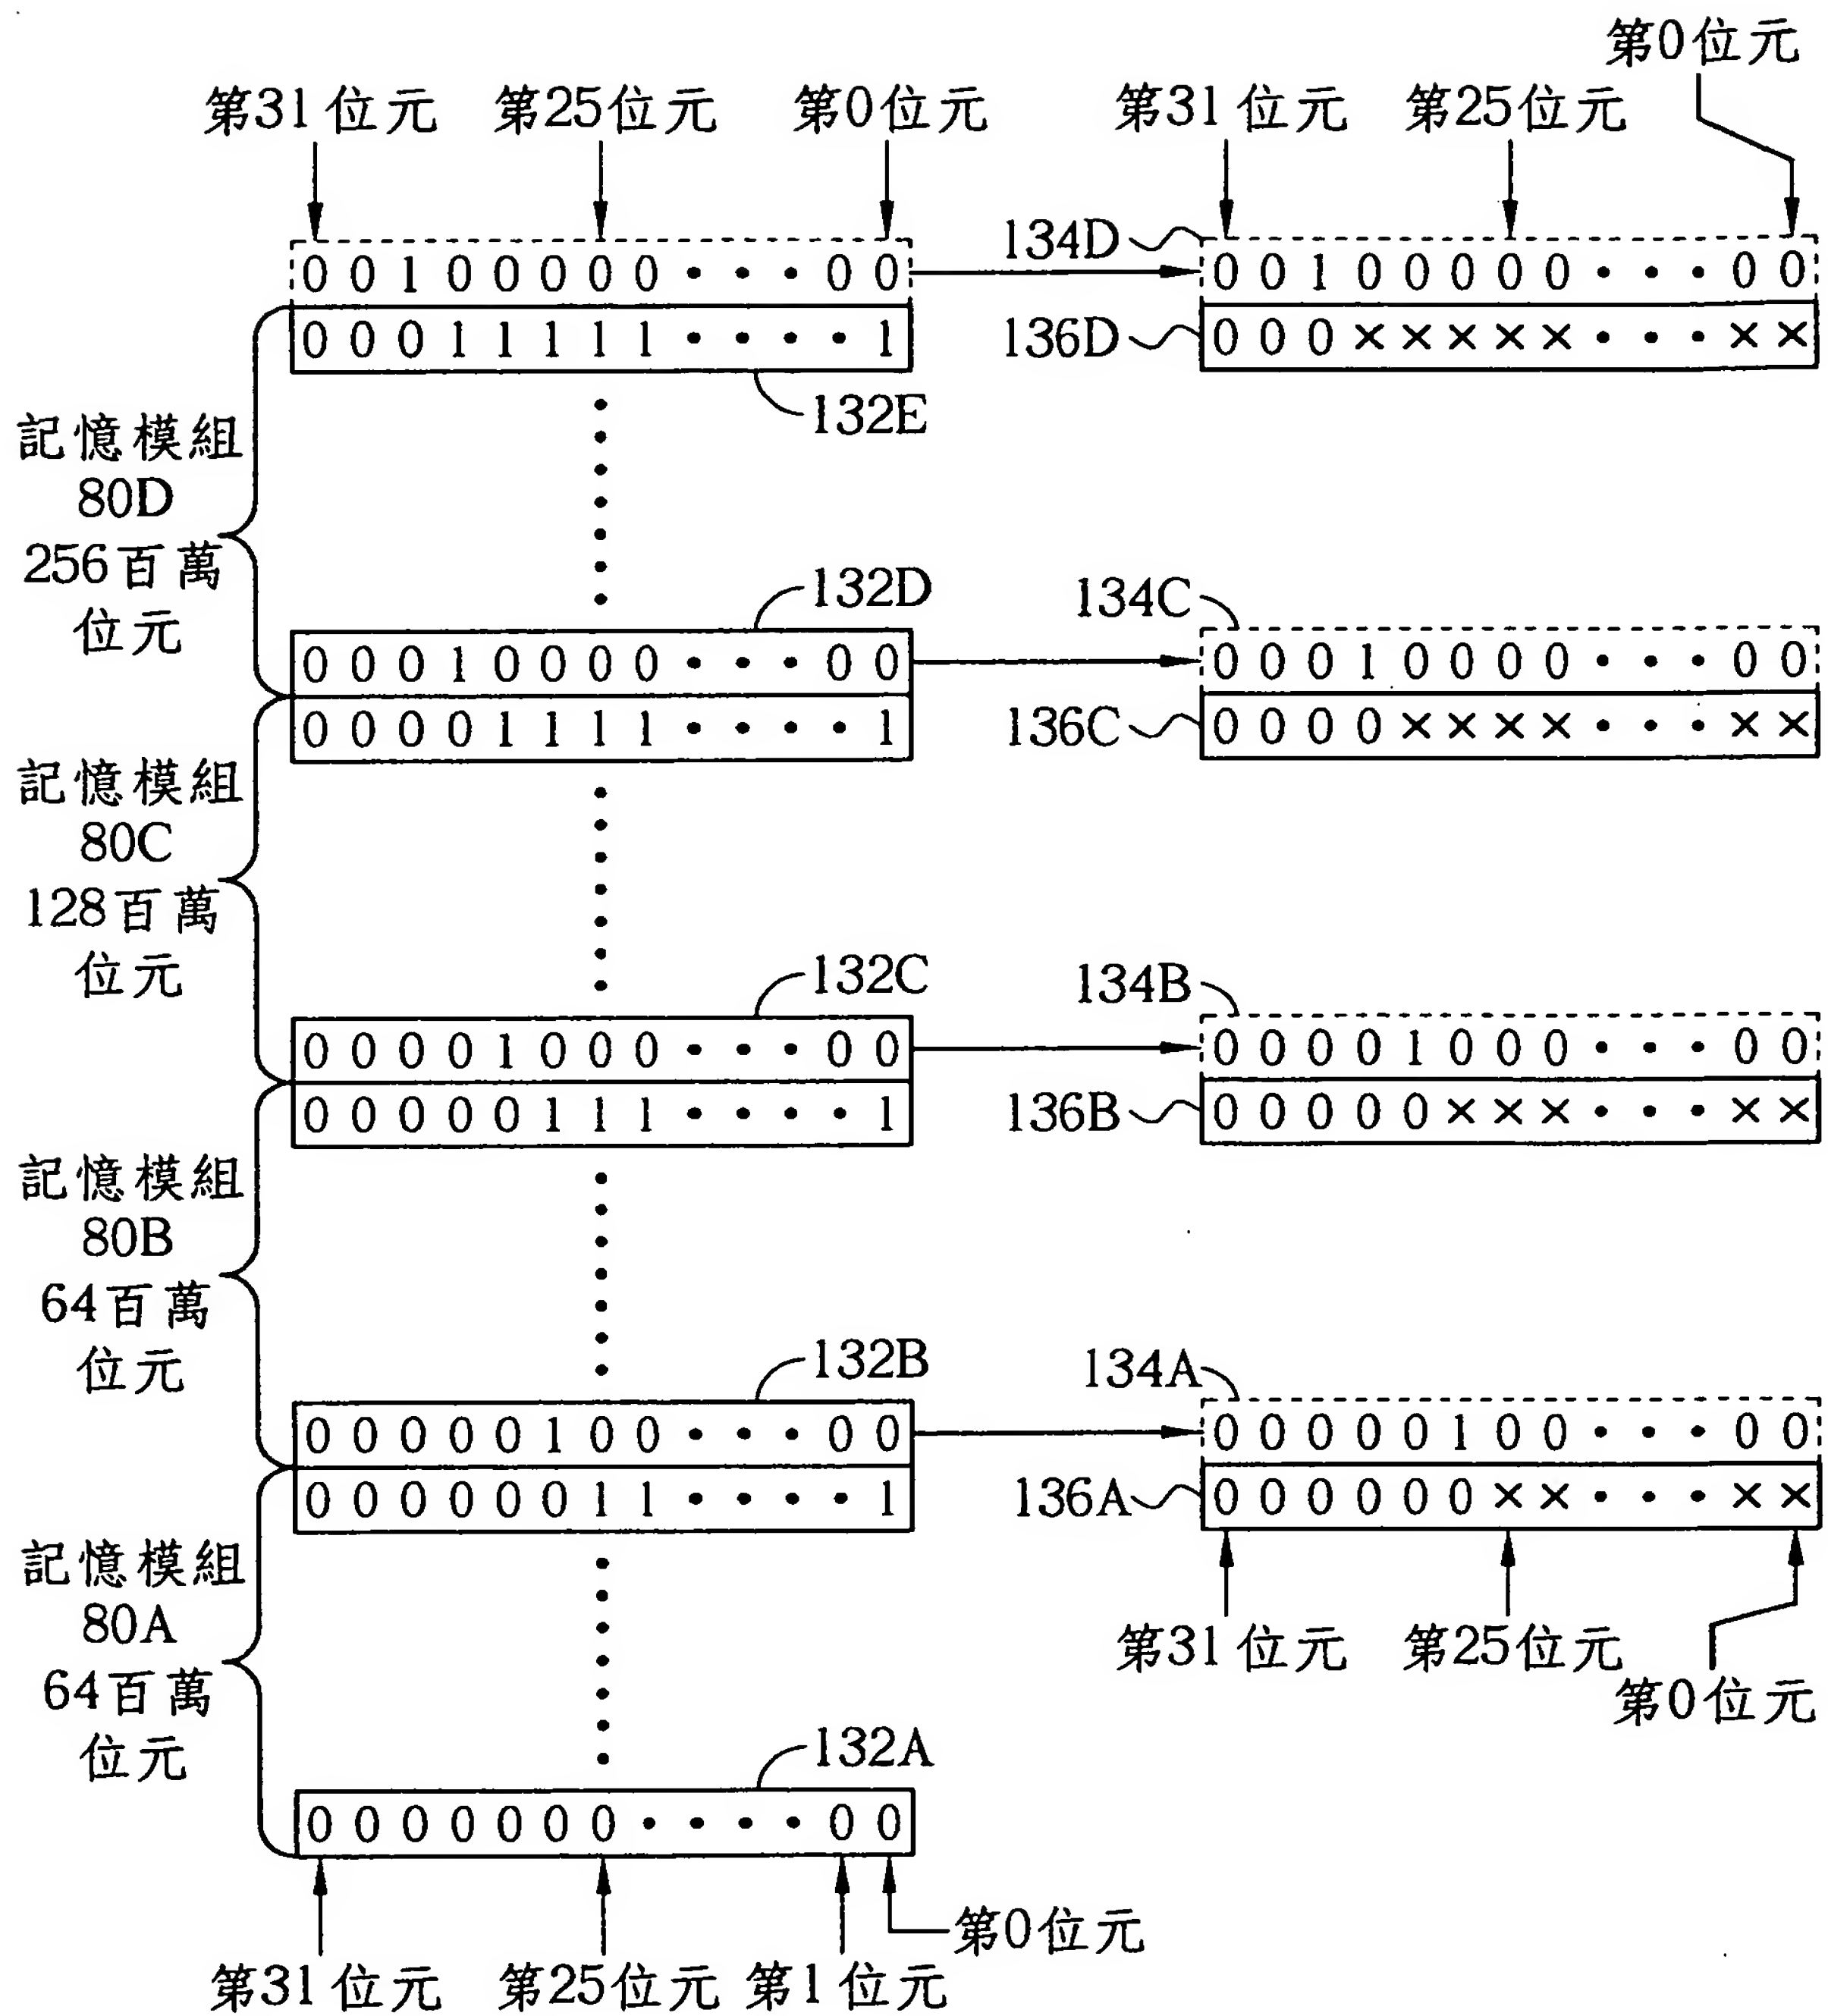 第0位元
第31位元 第25位元 第0位元 第31位元 第25位元
134D
0 0 1 0 0 0 0 0 · · · 0 0 0 0 1 0 0 0 0 0 · · · 0 0
0 0 0 1 1 1 1 1 · · · · 1 136D 0 0 0 × × × × × · · · × ×
132E
記憶模組
80D
256百萬
位元
132D 134C
0 0 0 1 0 0 0 0 · · · 0 0 0 0 0 1 0 0 0 0 · · · 0 0
0 0 0 0 1 1 1 1 · · · · 1 136C 0 0 0 0 × × × × · · · × ×
記憶模組
80C
128百萬
位元
132C 134B
0 0 0 0 1 0 0 0 · · · 0 0 0 0 0 0 1 0 0 0 · · · 0 0
0 0 0 0 0 1 1 1 · · · · 1 136B 0 0 0 0 0 × × × · · · × ×
記憶模組
80B
64百萬
位元
132B 134A
0 0 0 0 0 1 0 0 · · · 0 0 0 0 0 0 0 1 0 0 · · · 0 0
0 0 0 0 0 0 1 1 · · · · 1 136A 0 0 0 0 0 0 × × · · · × ×
記憶模組
80A
64百萬
位元
第31位元 第25位元
第0位元
132A
0 0 0 0 0 0 0 · · · · 0 0
第0位元
第31位元 第25位元 第1位元